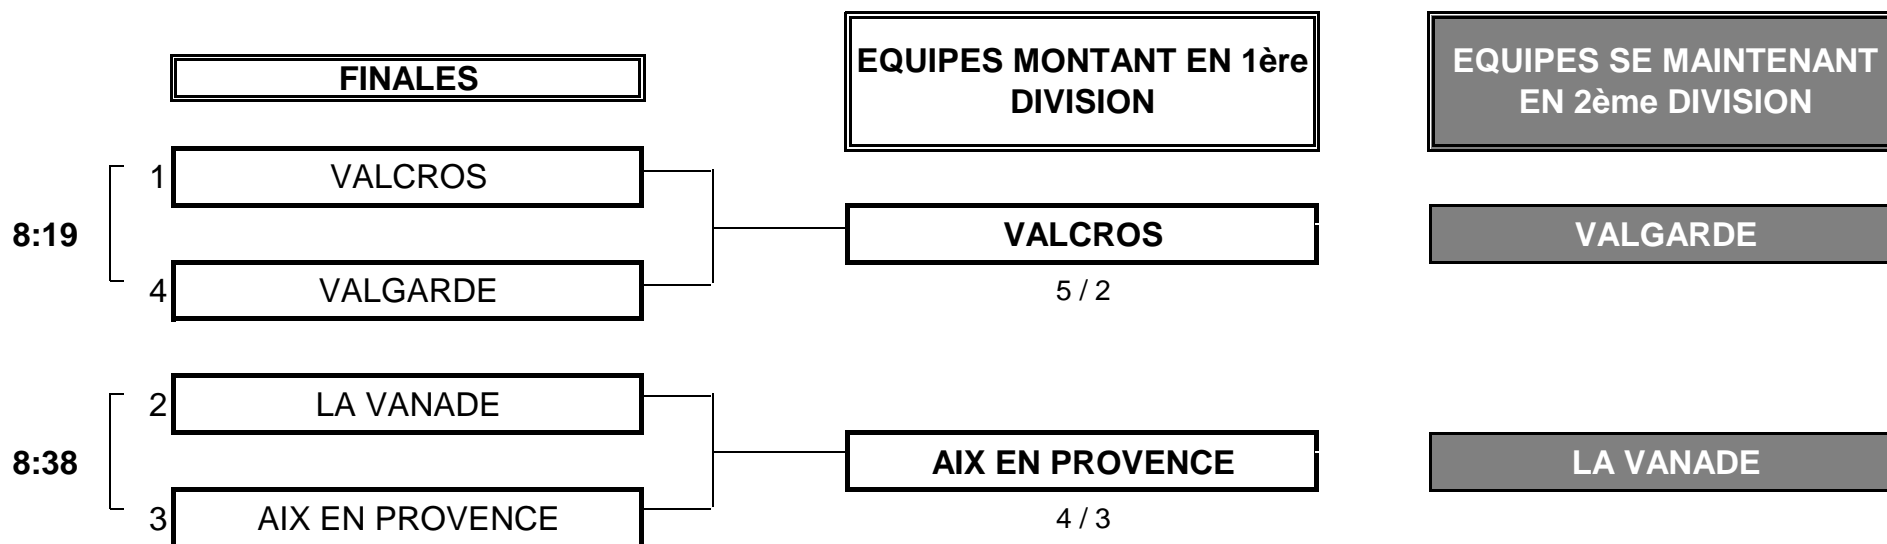 FINALES
EQUIPES MONTANT EN 1ère
DIVISION
EQUIPES SE MAINTENANT
EN 2ème DIVISION
1 VALCROS
8:19
VALCROS
VALGARDE
4 VALGARDE
5 / 2
2 LA VANADE
8:38
AIX EN PROVENCE
LA VANADE
3 AIX EN PROVENCE
4 / 3